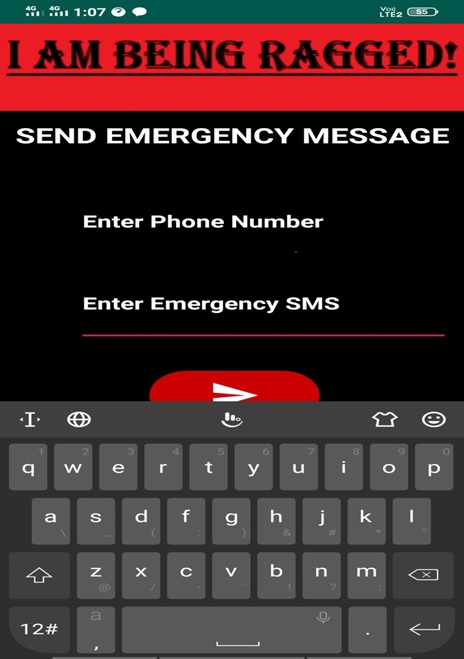 4G 4G 1:07 Vo) LTE2 55
I AM BEING RAGGED!
SEND EMERGENCY MESSAGE
Enter Phone Number
Enter Emergency SMS
1 2 3 4 5 6 7 8 9 0
q w e r t y u i o p
a s d f g h j k l
\ _ ( : ) & # * "
z x c v b n m
@ / - ' ! ? ;
12# a , .